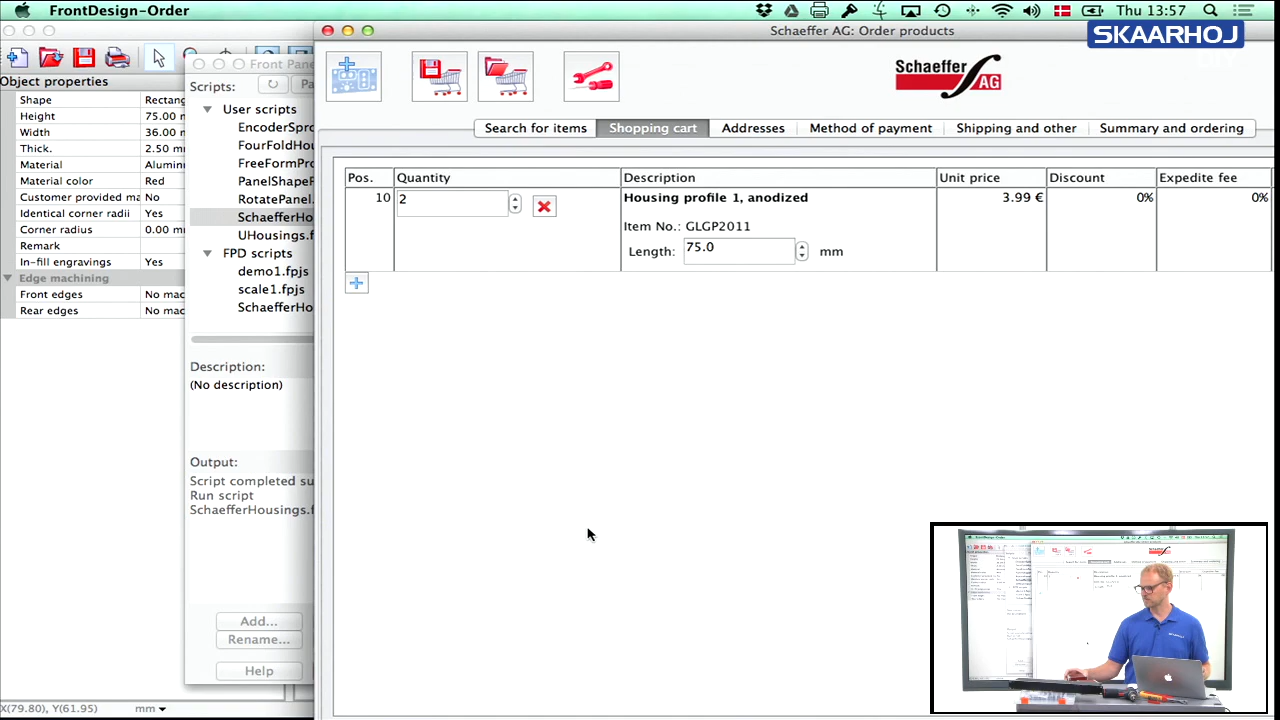 FrontDesign-Order
Thu 13:57
Schaeffer AG: Order products
SKAARHOJ
Object properties
Shape
Rectang
Height
75.00 m
Width
36.00 m
Thick.
2.50 mm
Material
Alumin
Material color
Red
Customer provided ma
No
Identical corner radii
Yes
Corner radius
0.00 m
Remark
In-fill engravings
Yes
Edge machining
Front edges
No mac
Rear edges
No mac
X(79.80), Y(61.95)
mm
Front Pane
Scripts:
Pa
User scripts
EncoderSpro
FourFoldHou
FreeFormPro
PanelShapeF
RotatePanel.
SchaefferHo
UHousings.f
FPD scripts
demo1.fpjs
scale1.fpjs
SchaefferHo
Description:
(No description)
Output:
Script completed su
Run script
SchaefferHousings.f
Add...
Rename...
Help
Schaeffer
AG
Search for items
Shopping cart
Addresses
Method of payment
Shipping and other
Summary and ordering
Pos.
Quantity
Description
Unit price
Discount
Expedite fee
10
2
Housing profile 1, anodized
3.99 €
0%
0%
Item No.: GLGP2011
Length:
75.0
mm